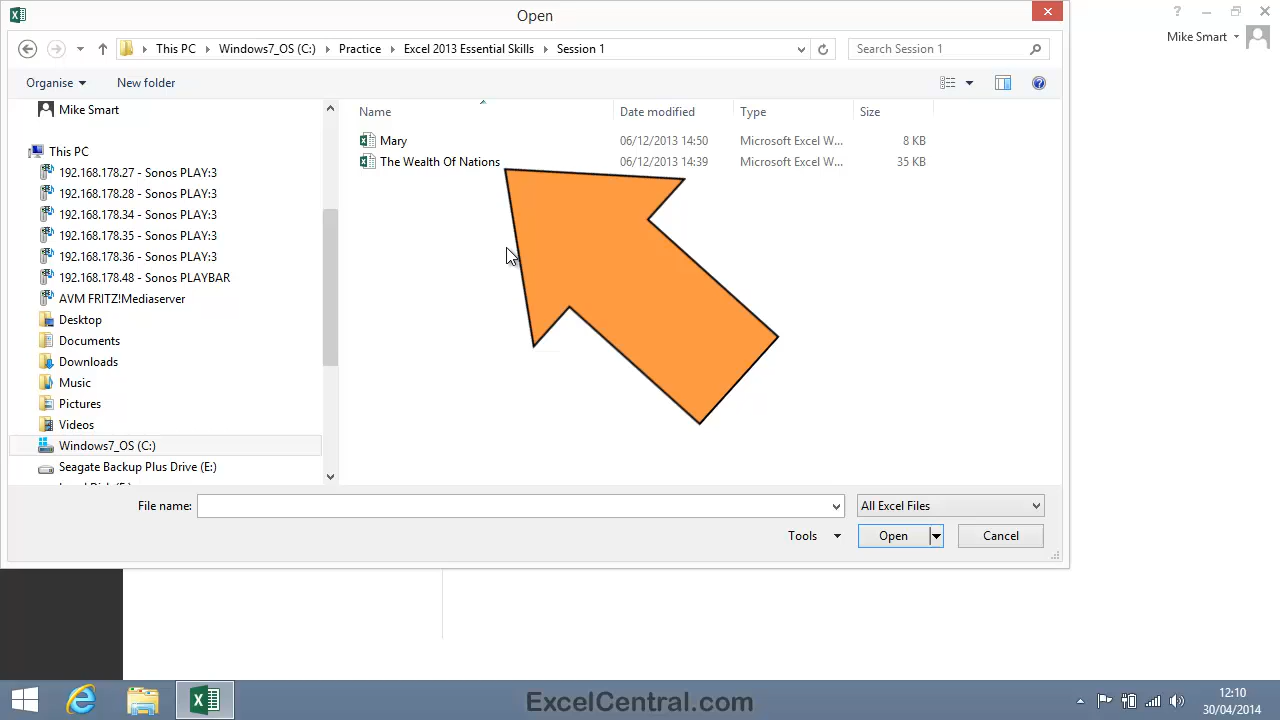 Open
?
Mike Smart
This PC Windows7_OS (C:) Practice Excel 2013 Essential Skills Session 1
Search Session 1
Organise New folder
Mike Smart
This PC
192.168.178.27 - Sonos PLAY:3
192.168.178.28 - Sonos PLAY:3
192.168.178.34 - Sonos PLAY:3
192.168.178.35 - Sonos PLAY:3
192.168.178.36 - Sonos PLAY:3
192.168.178.48 - Sonos PLAYBAR
AVM FRITZ!Mediaserver
Desktop
Documents
Downloads
Music
Pictures
Videos
Windows7_OS (C:)
Seagate Backup Plus Drive (E:)
Name Date modified Type Size
Mary 06/12/2013 14:50 Microsoft Excel W... 8 KB
The Wealth Of Nations 06/12/2013 14:39 Microsoft Excel W... 35 KB
File name: All Excel Files
Tools Open Cancel
ExcelCentral.com
12:10
30/04/2014